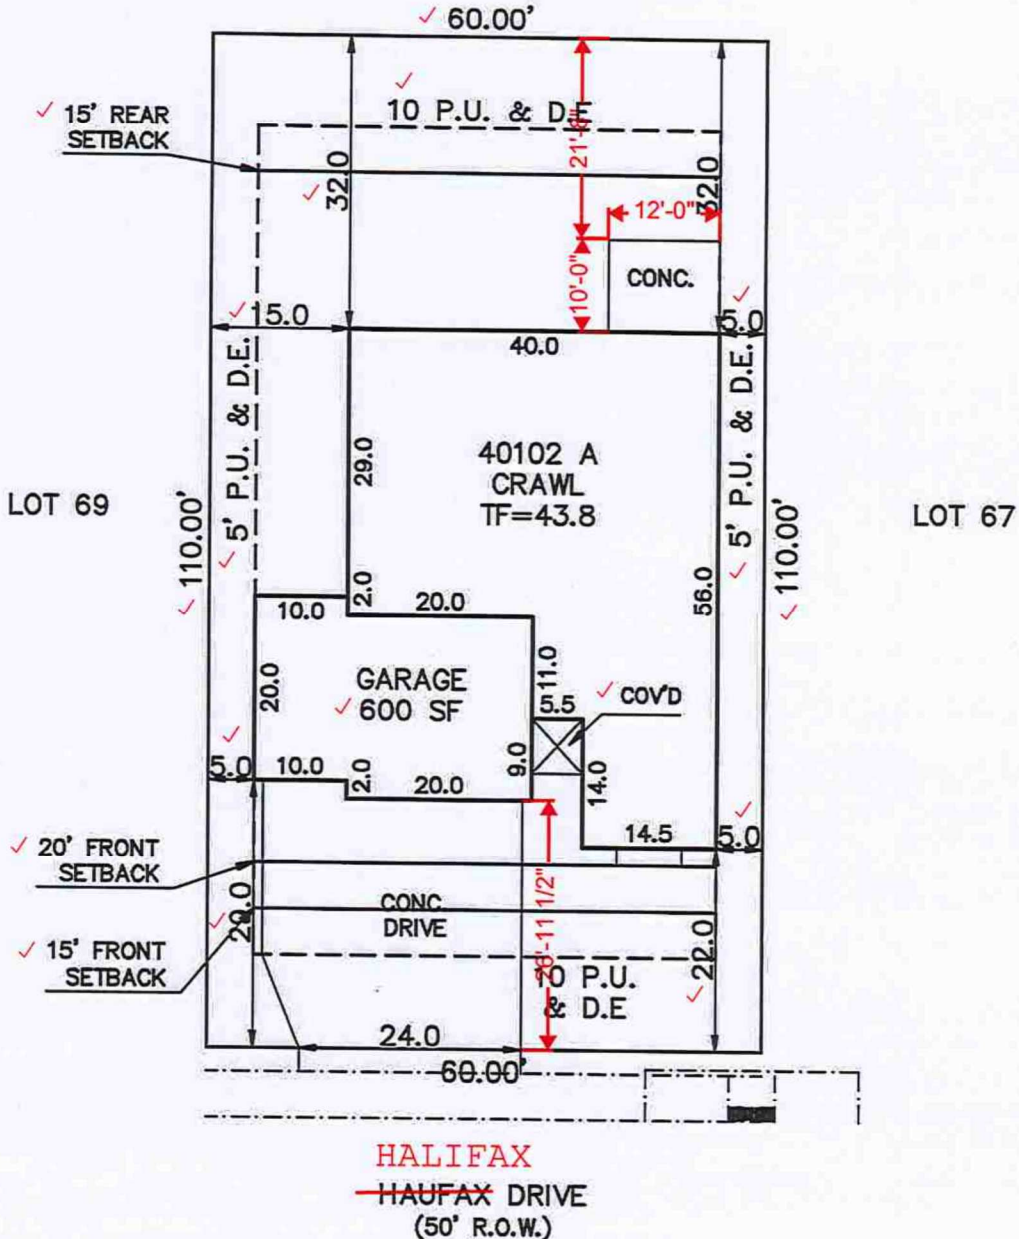 60.00'
15' REAR
SETBACK
10 P.U. & D.E
21'-8"
32.0
32.0
12'-0"
10'-0"
CONC.
15.0
5.0
40.0
5' P.U. & D.E.
5' P.U. & D.E.
29.0
40102 A
CRAWL
TF=43.8
LOT 69
LOT 67
110.00'
110.00'
56.0
10.0
2.0
20.0
11.0
20.0
GARAGE
600 SF
5.5
COV'D
9.0
14.0
5.0
10.0
2.0
20.0
14.5
5.0
20' FRONT
SETBACK
CONC
DRIVE
26'-11 1/2"
22.0
15' FRONT
SETBACK
10 P.U.
& D.E
24.0
60.00'
HALIFAX
HAUFAX DRIVE
(50' R.O.W.)